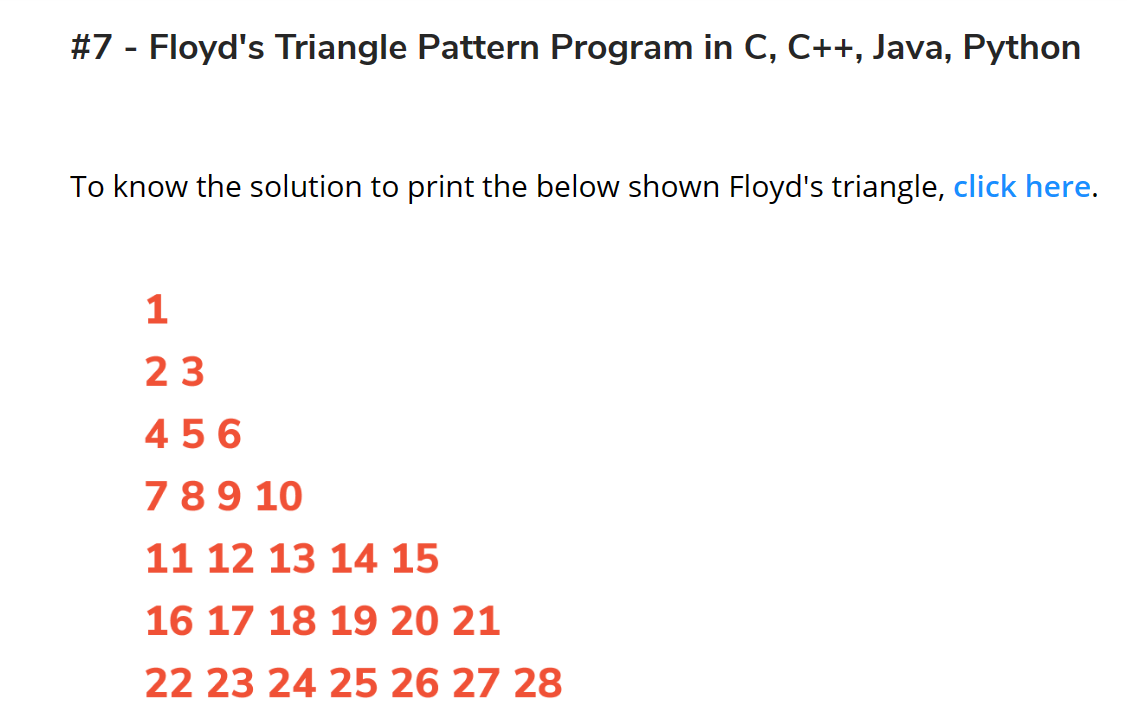 #7 - Floyd's Triangle Pattern Program in C, C++, Java, Python
To know the solution to print the below shown Floyd's triangle, click here.
1
2 3
4 5 6
7 8 9 10
11 12 13 14 15
16 17 18 19 20 21
22 23 24 25 26 27 28